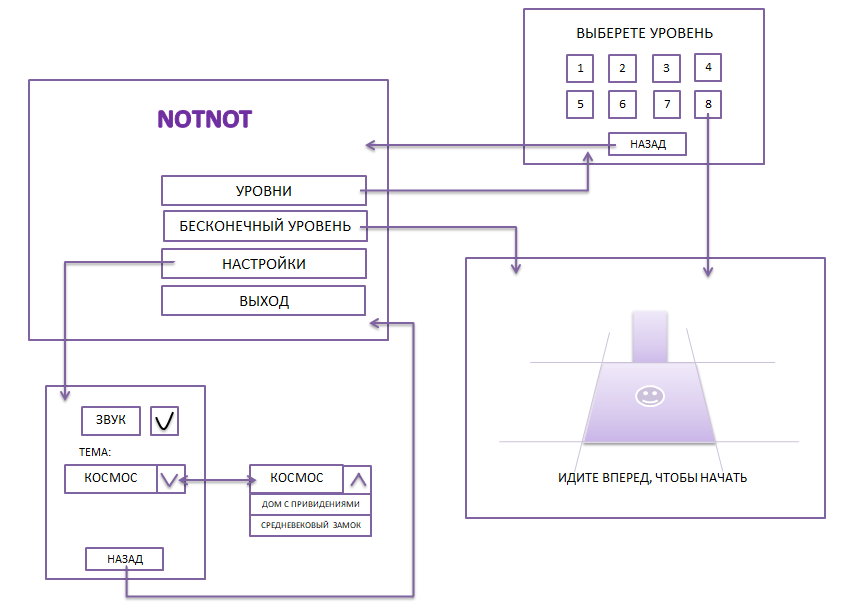 NOTNOT
УРОВНИ
БЕСКОНЕЧНЫЙ УРОВЕНЬ
НАСТРОЙКИ
ВЫХОД
ВЫБЕРЕТЕ УРОВЕНЬ
1 2 3 4
5 6 7 8
НАЗАД
ИДИТЕ ВПЕРЕД, ЧТОБЫ НАЧАТЬ
ЗВУК
ТЕМА:
КОСМОС
НАЗАД
КОСМОС
ДОМ С ПРИВИДЕНИЯМИ
СРЕДНЕВЕКОВЫЙ ЗАМОК